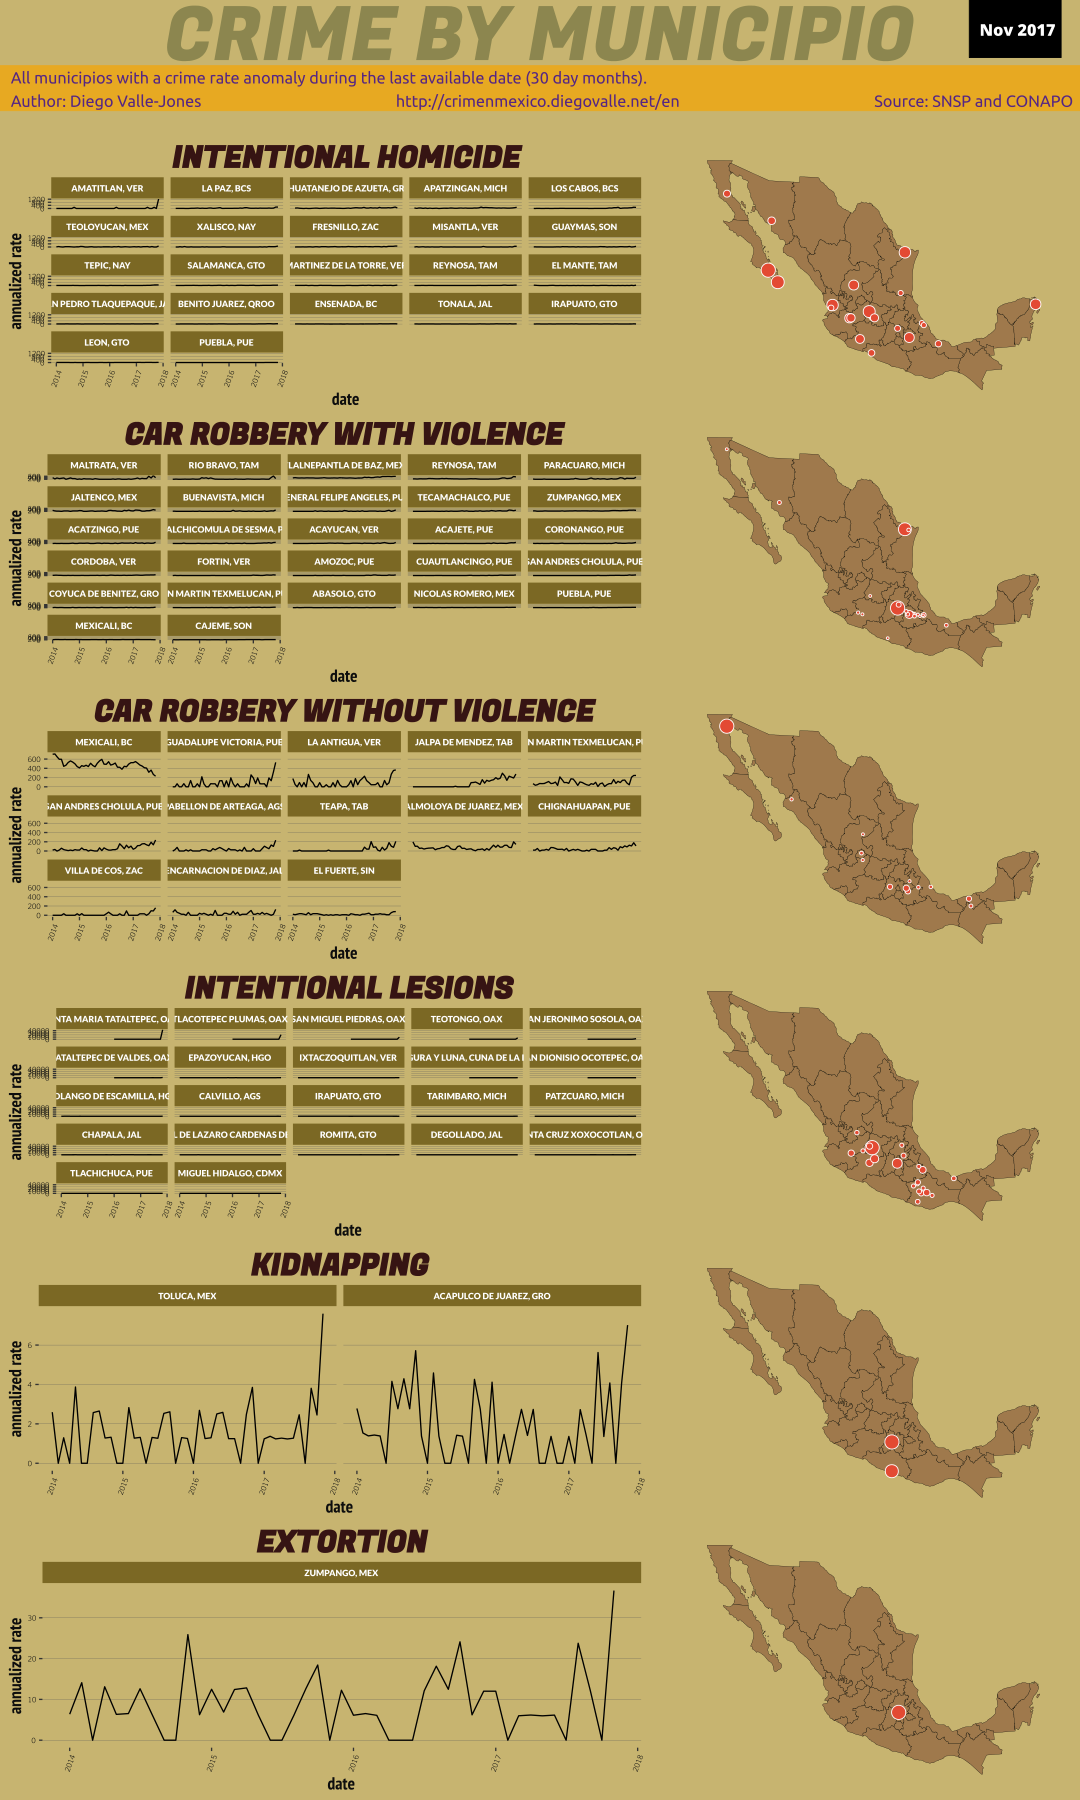 CRIME BY MUNICIPIO
Nov 2017
All municipios with a crime rate anomaly during the last available date (30 day months).
Author: Diego Valle-Jones http://crimenmexico.diegovalle.net/en Source: SNSP and CONAPO
INTENTIONAL HOMICIDE
annualized rate
AMATITLAN, VER LA PAZ, BCS HUATANEJO DE AZUETA, GR APATZINGAN, MICH LOS CABOS, BCS
TEOLOYUCAN, MEX XALISCO, NAY FRESNILLO, ZAC MISANTLA, VER GUAYMAS, SON
TEPIC, NAY SALAMANCA, GTO MARTINEZ DE LA TORRE, VE REYNOSA, TAM EL MANTE, TAM
N PEDRO TLAQUEPAQUE, JA BENITO JUAREZ, QROO ENSENADA, BC TONALA, JAL IRAPUATO, GTO
LEON, GTO PUEBLA, PUE
2014 2015 2016 2017 2018 2014 2015 2016 2017 2018
date
CAR ROBBERY WITH VIOLENCE
annualized rate
MALTRATA, VER RIO BRAVO, TAM LALNEPANTLA DE BAZ, MEX REYNOSA, TAM PARACUARO, MICH
JALTENCO, MEX BUENAVISTA, MICH ENERAL FELIPE ANGELES, PU TECAMACHALCO, PUE ZUMPANGO, MEX
ACATZINGO, PUE ALCHICOMULA DE SESMA, P ACAYUCAN, VER ACAJETE, PUE CORONANGO, PUE
CORDOBA, VER FORTIN, VER AMOZOC, PUE CUAUTLANCINGO, PUE SAN ANDRES CHOLULA, PUE
COYUCA DE BENITEZ, GRO N MARTIN TEXMELUCAN, P ABASOLO, GTO NICOLAS ROMERO, MEX PUEBLA, PUE
MEXICALI, BC CAJEME, SON
2014 2015 2016 2017 2018 2014 2015 2016 2017 2018
date
CAR ROBBERY WITHOUT VIOLENCE
annualized rate
MEXICALI, BC GUADALUPE VICTORIA, PUE LA ANTIGUA, VER JALPA DE MENDEZ, TAB N MARTIN TEXMELUCAN, P
600
400
200
0
SAN ANDRES CHOLULA, PUE PABELLON DE ARTEAGA, AGS TEAPA, TAB ALMOLOYA DE JUAREZ, MEX CHIGNAHUAPAN, PUE
600
400
200
0
VILLA DE COS, ZAC ENCARNACION DE DIAZ, JAL EL FUERTE, SIN
600
400
200
0
2014 2015 2016 2017 2018 2014 2015 2016 2017 2018 2014 2015 2016 2017 2018
date
INTENTIONAL LESIONS
annualized rate
NTA MARIA TATALTEPEC, O TLACOTEPEC PLUMAS, OAX SAN MIGUEL PIEDRAS, OAX TEOTONGO, OAX AN JERONIMO SOSOLA, OA
ATALTEPEC DE VALDES, OAX EPAZOYUCAN, HGO IXTACZOQUITLAN, VER GURA Y LUNA, CUNA DE LA N DIONISIO OCOTEPEC, OA
OLANGO DE ESCAMILLA, HG CALVILLO, AGS IRAPUATO, GTO TARIMBARO, MICH PATZCUARO, MICH
CHAPALA, JAL L DE LAZARO CARDENAS DE ROMITA, GTO DEGOLLADO, JAL NTA CRUZ XOXOCOTLAN, O
TLACHICHUCA, PUE MIGUEL HIDALGO, CDMX
2014 2015 2016 2017 2018 2014 2015 2016 2017 2018
date
KIDNAPPING
annualized rate
TOLUCA, MEX ACAPULCO DE JUAREZ, GRO
6
4
2
0
2014 2015 2016 2017 2018 2014 2015 2016 2017 2018
date
EXTORTION
annualized rate
ZUMPANGO, MEX
30
20
10
0
2014 2015 2016 2017 2018
date